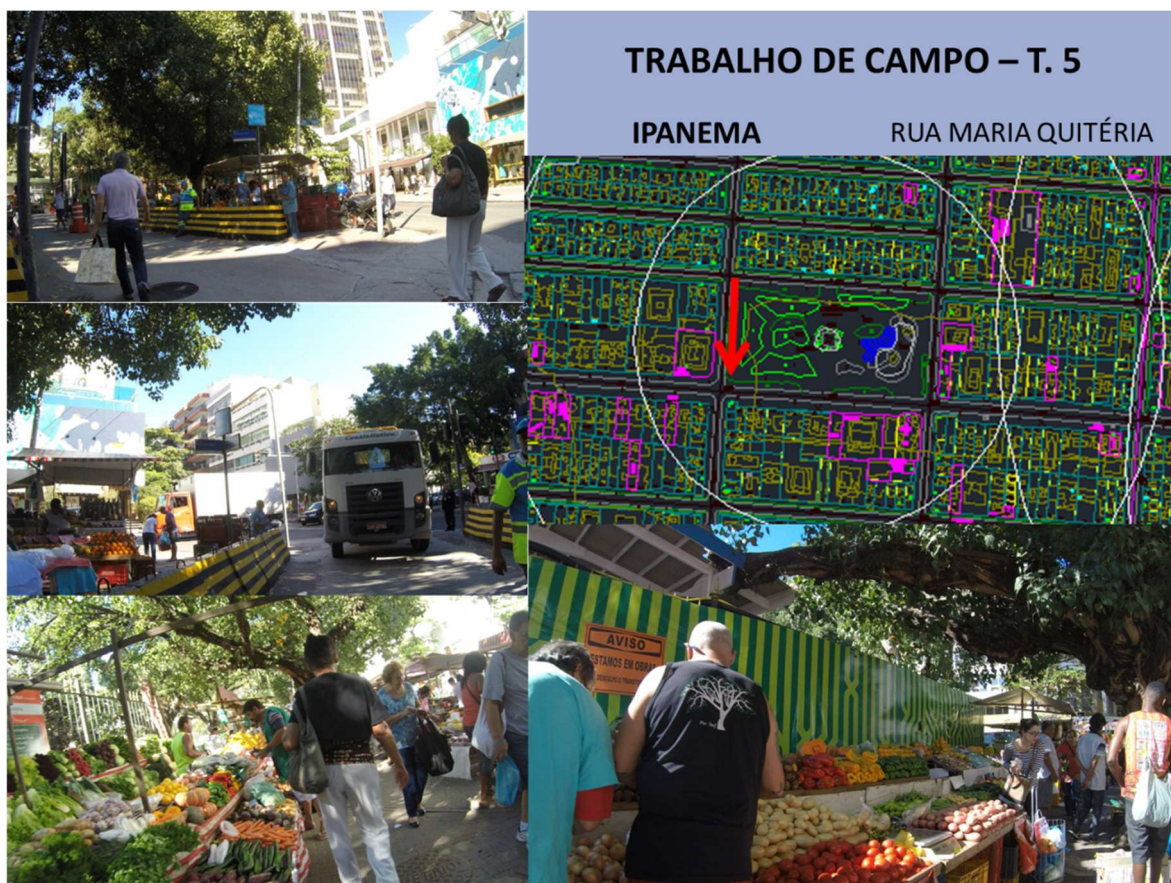 TRABALHO DE CAMPO – T. 5
IPANEMA
RUA MARIA QUITÉRIA
AVISO
ESTAMOS EM OBRAS